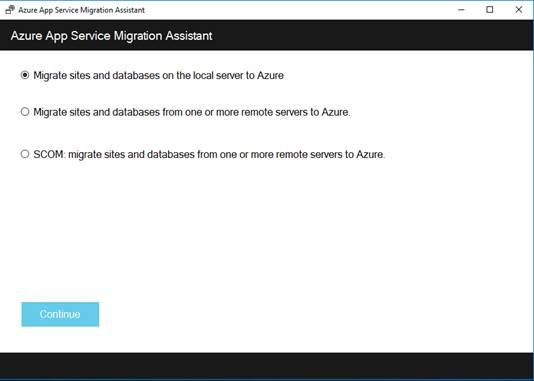 Azure App Service Migration Assistant
Azure App Service Migration Assistant
Migrate sites and databases on the local server to Azure
Migrate sites and databases from one or more remote servers to Azure.
SCOM: migrate sites and databases from one or more remote servers to Azure.
Continue